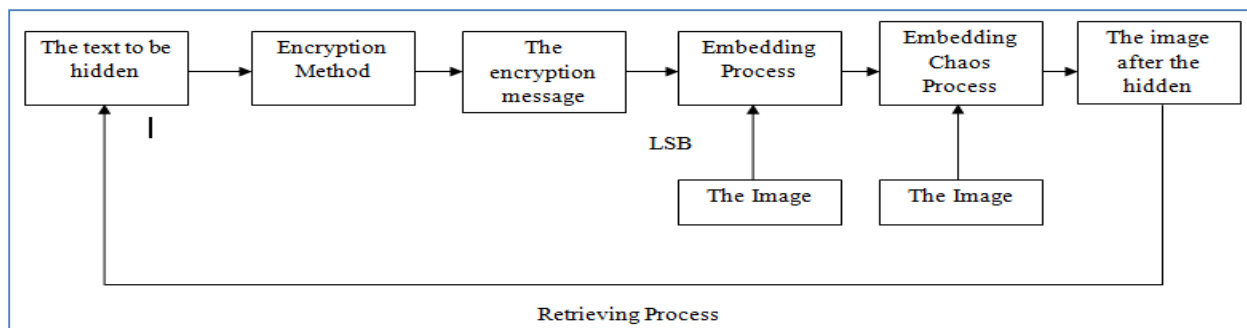 The text to be
hidden
Encryption
Method
The
encryption
message
Embedding
Process
Embedding
Chaos
Process
The image
after the
hidden
LSB
The Image
The Image
Retrieving Process